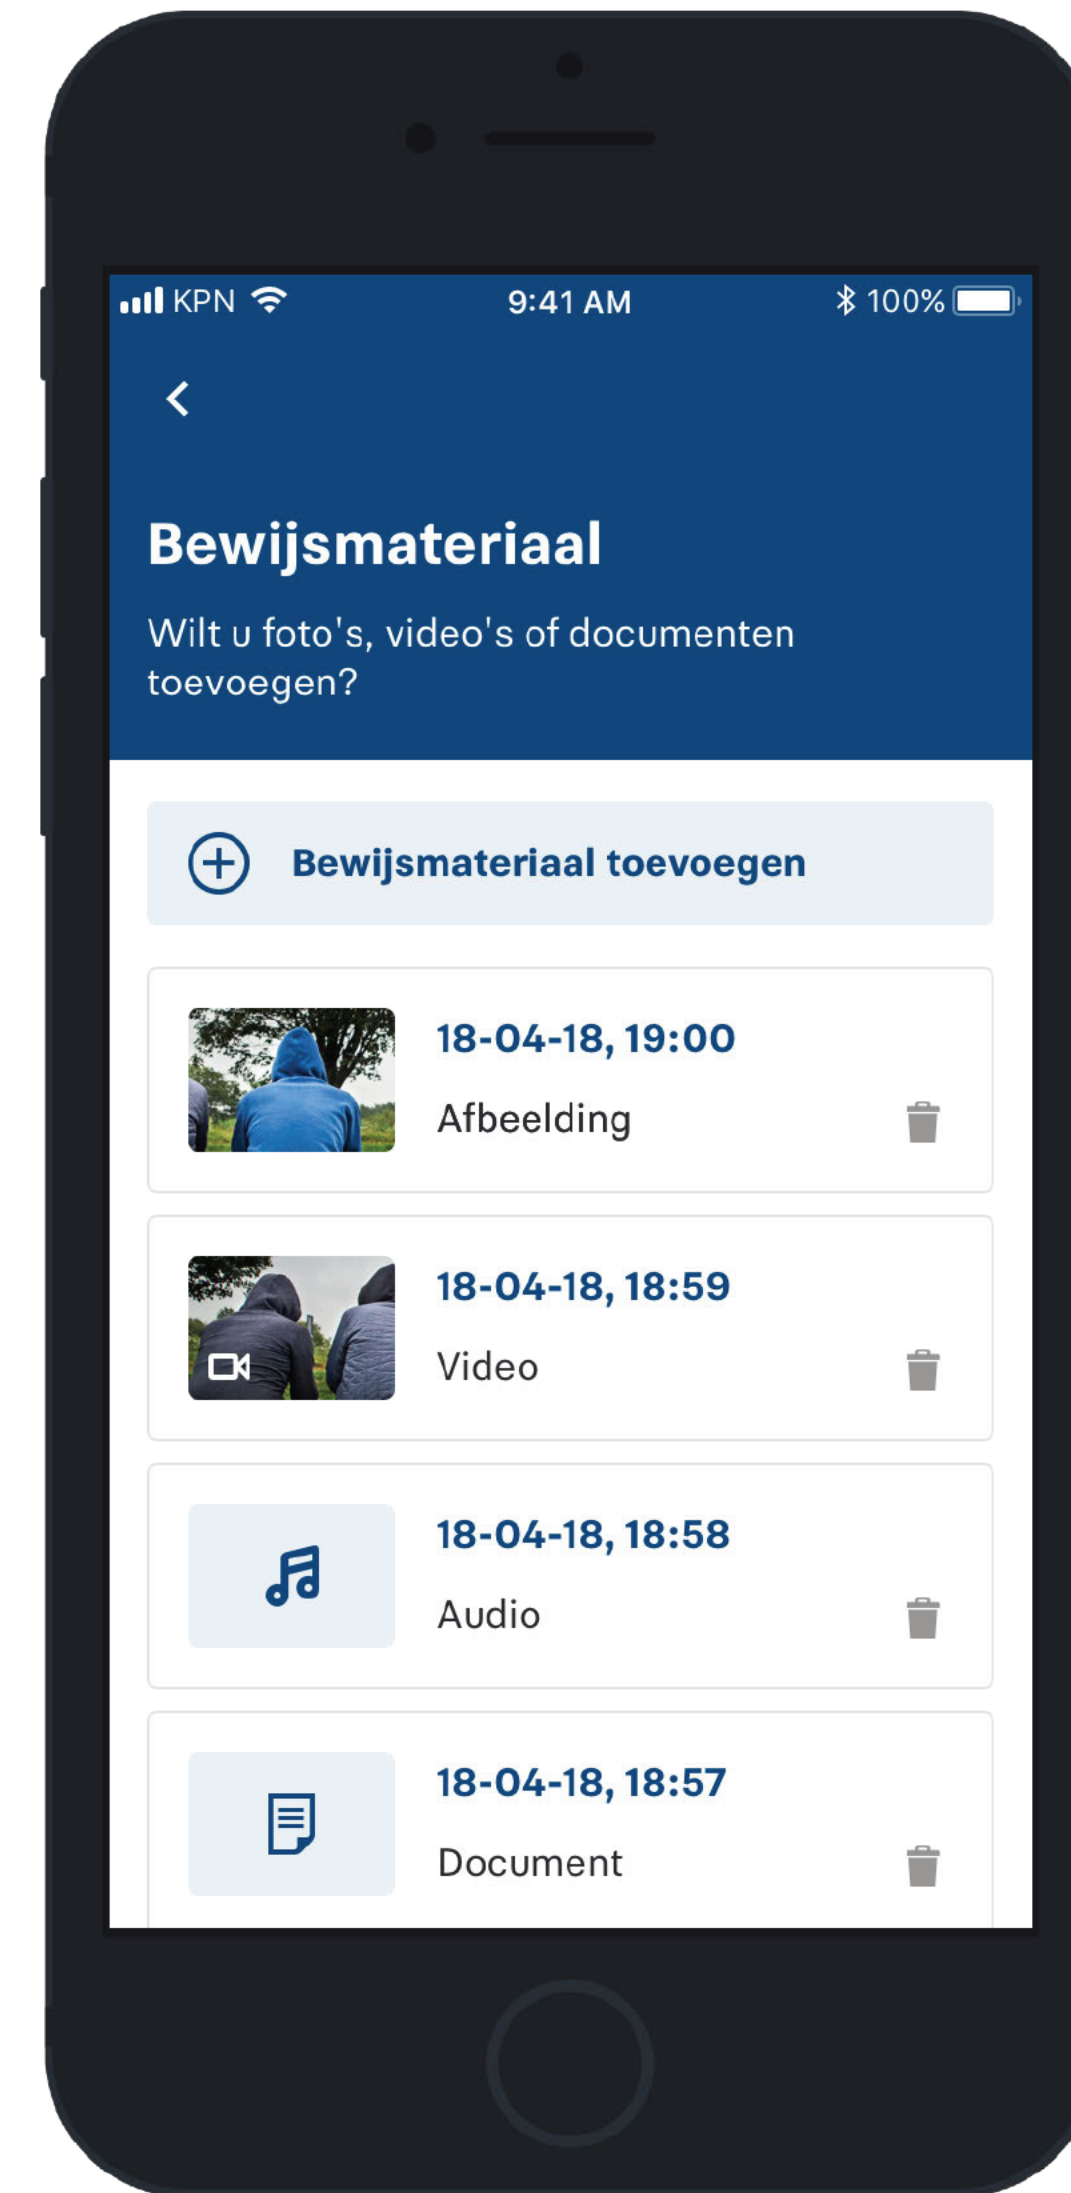 KPN 9:41 AM 100%
Bewijsmateriaal
Wilt u foto's, video's of documenten
toevoegen?
Bewijsmateriaal toevoegen
18-04-18, 19:00
Afbeelding
18-04-18, 18:59
Video
18-04-18, 18:58
Audio
18-04-18, 18:57
Document